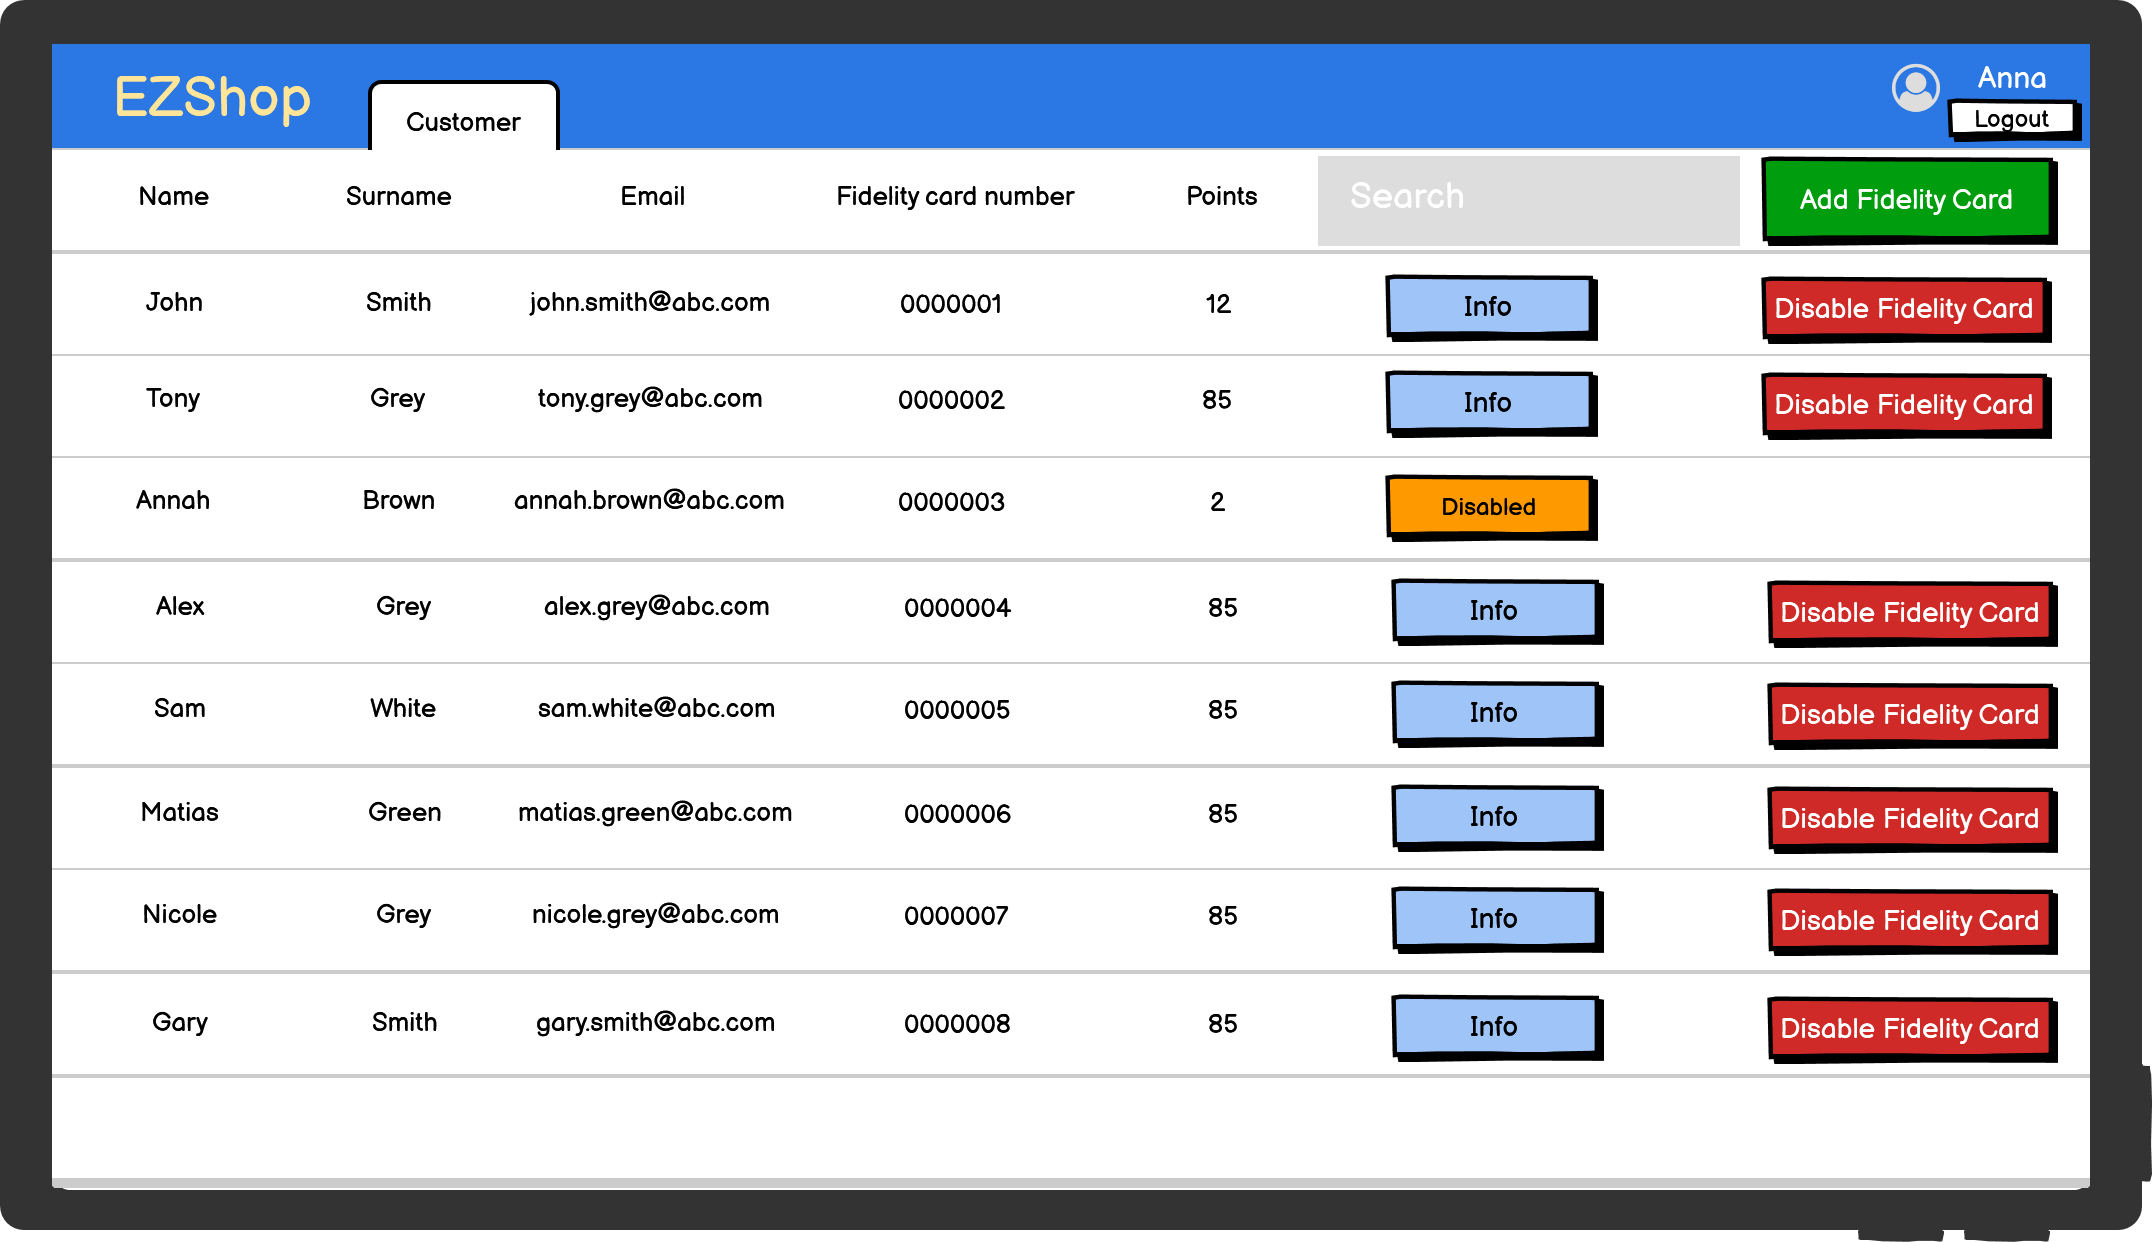 EZShop Customer Anna
Logout
Name Surname Email Fidelity card number Points Search Add Fidelity Card
John Smith john.smith@abc.com 0000001 12 Info Disable Fidelity Card
Tony Grey tony.grey@abc.com 0000002 85 Info Disable Fidelity Card
Annah Brown annah.brown@abc.com 0000003 2 Disabled
Alex Grey alex.grey@abc.com 0000004 85 Info Disable Fidelity Card
Sam White sam.white@abc.com 0000005 85 Info Disable Fidelity Card
Matias Green matias.green@abc.com 0000006 85 Info Disable Fidelity Card
Nicole Grey nicole.grey@abc.com 0000007 85 Info Disable Fidelity Card
Gary Smith gary.smith@abc.com 0000008 85 Info Disable Fidelity Card